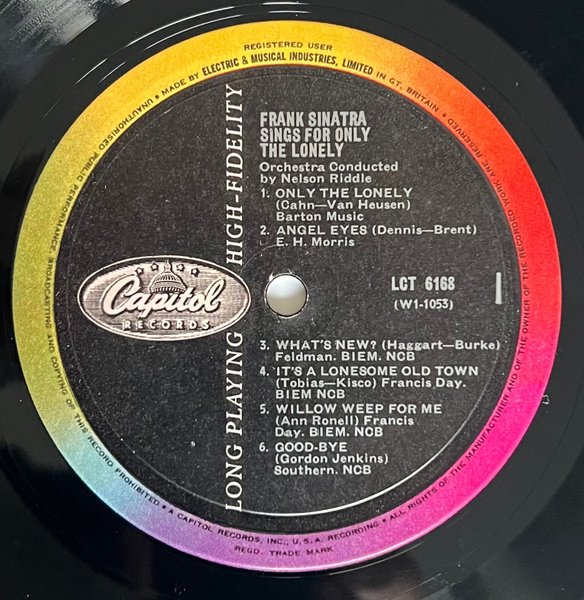 REGISTERED USER
• MADE BY ELECTRIC & MUSICAL INDUSTRIES, LIMITED IN GT. BRITAIN •
UNAUTHORISED PUBLIC PERFORMANCE BROADCASTING AND COPYING OF THIS RECORD PROHIBITED • A CAPITOL RECORDS, INC., U.S.A. RECORDING • ALL RIGHTS OF THE MANUFACTURER AND OF THE OWNER OF THE RECORDED WORK ARE RESERVED
REGD. TRADE MARK
LONG PLAYING HIGH-FIDELITY
Capitol
RECORDS
FRANK SINATRA
SINGS FOR ONLY
THE LONELY
Orchestra Conducted
by Nelson Riddle
1. ONLY THE LONELY
(Cahn—Van Heusen)
Barton Music
2. ANGEL EYES (Dennis—Brent)
E. H. Morris
LCT 6168
(W1-1053)
1
3. WHAT'S NEW? (Haggart—Burke)
Feldman. BIEM. NCB
4. IT'S A LONESOME OLD TOWN
(Tobias—Kisco) Francis Day.
BIEM NCB
5. WILLOW WEEP FOR ME
(Ann Ronell) Francis
Day. BIEM. NCB
6. GOOD-BYE
(Gordon Jenkins)
Southern. NCB